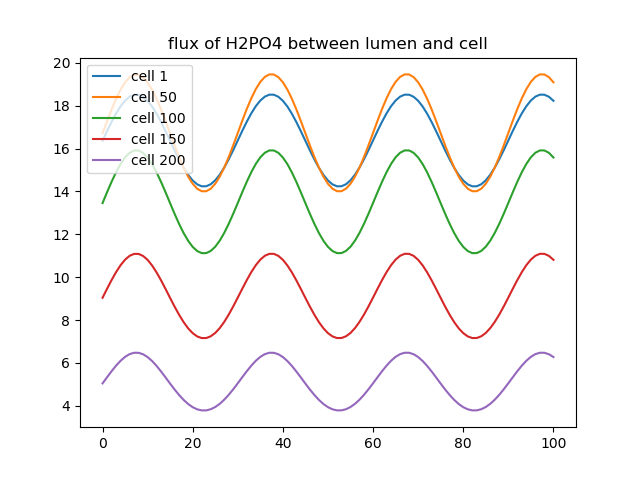 flux of H2PO4 between lumen and cell
cell 1
cell 50
cell 100
cell 150
cell 200
20
18
16
14
12
10
8
6
4
0 20 40 60 80 100